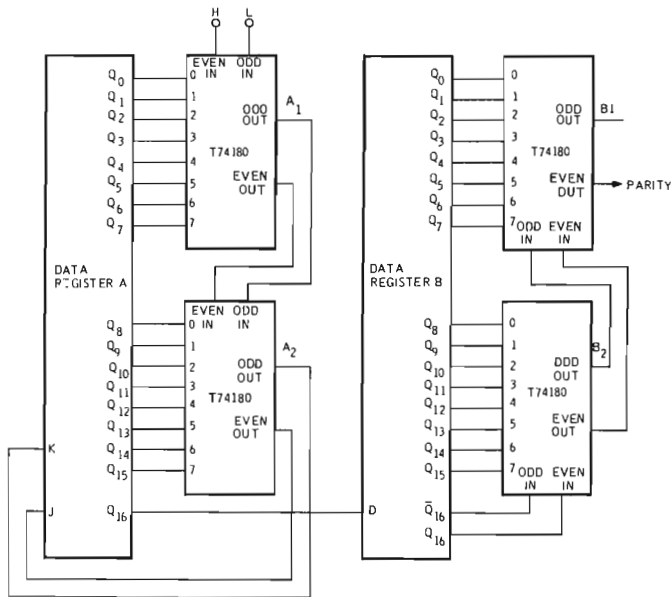 H L
EVEN IN ODD IN
Q0 0
Q1 1
Q2 2
Q3 3
Q4 4
Q5 5
Q6 6
Q7 7
OOO OUT
A1
T74180
EVEN OUT
DATA
REGISTER A
EVEN IN ODD IN
Q8 0
Q9 1
Q10 2
Q11 3
Q12 4
Q13 5
Q14 6
Q15 7
A2
ODD OUT
T74180
EVEN OUT
K
J
Q16
Q0 0
Q1 1
Q2 2
Q3 3
Q4 4
Q5 5
Q6 6
Q7 7
ODD OUT
B1
T74180
EVEN DUT
PARITY
ODD IN EVEN IN
DATA
REGISTER B
Q8 0
Q9 1
Q10 2
Q11 3
Q12 4
Q13 5
Q14 6
Q15 7
B2
DDD OUT
T74180
EVEN OUT
ODD IN EVEN IN
D
Q̅16
Q16